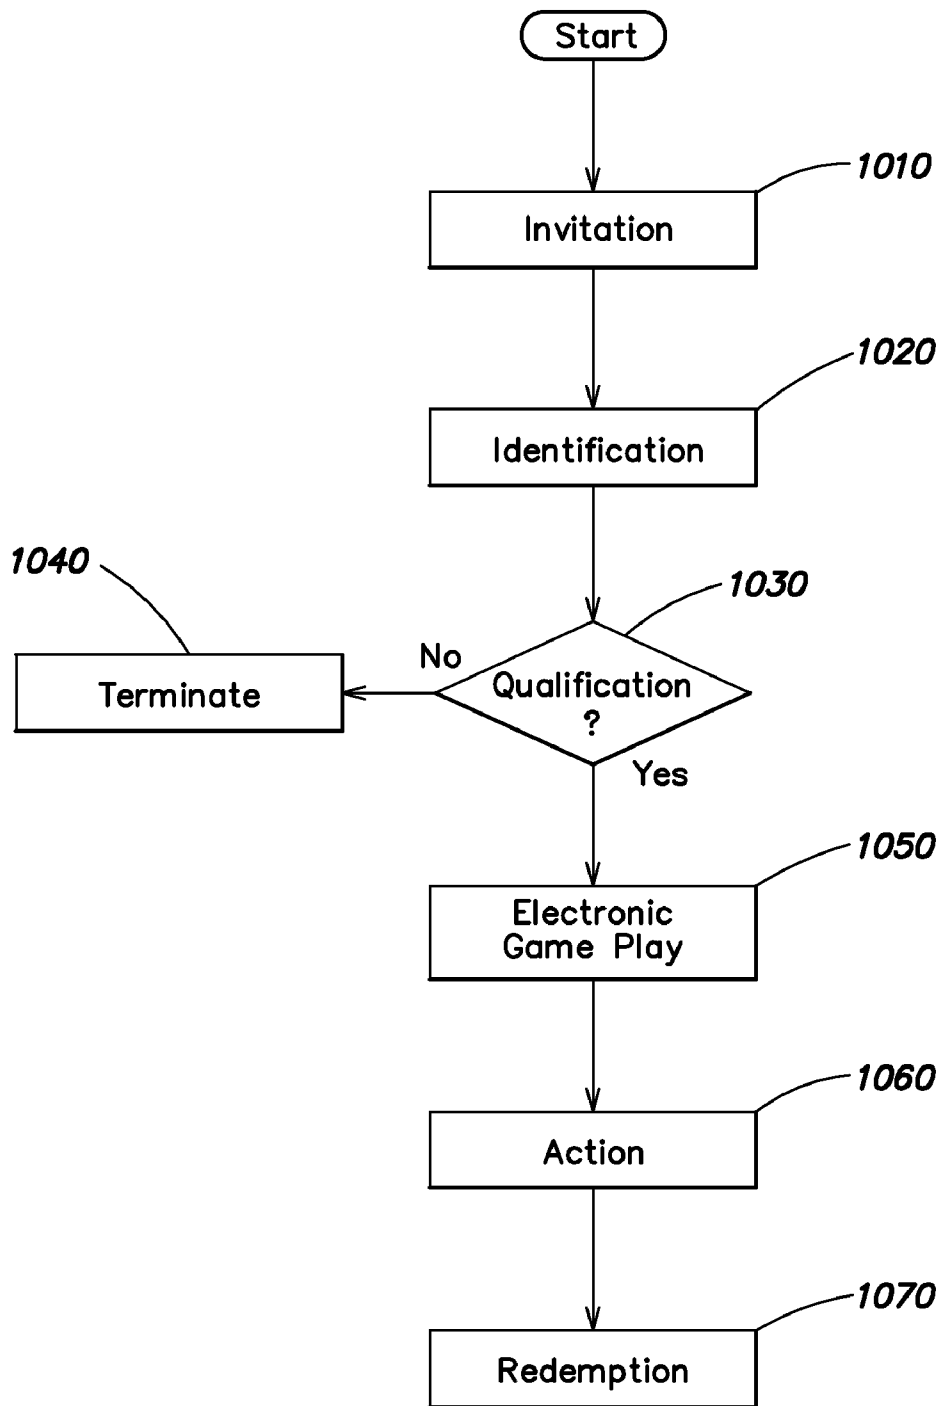 Start
1010
Invitation
1020
Identification
1040
1030
No
Terminate
Qualification
?
Yes
1050
Electronic
Game Play
1060
Action
1070
Redemption